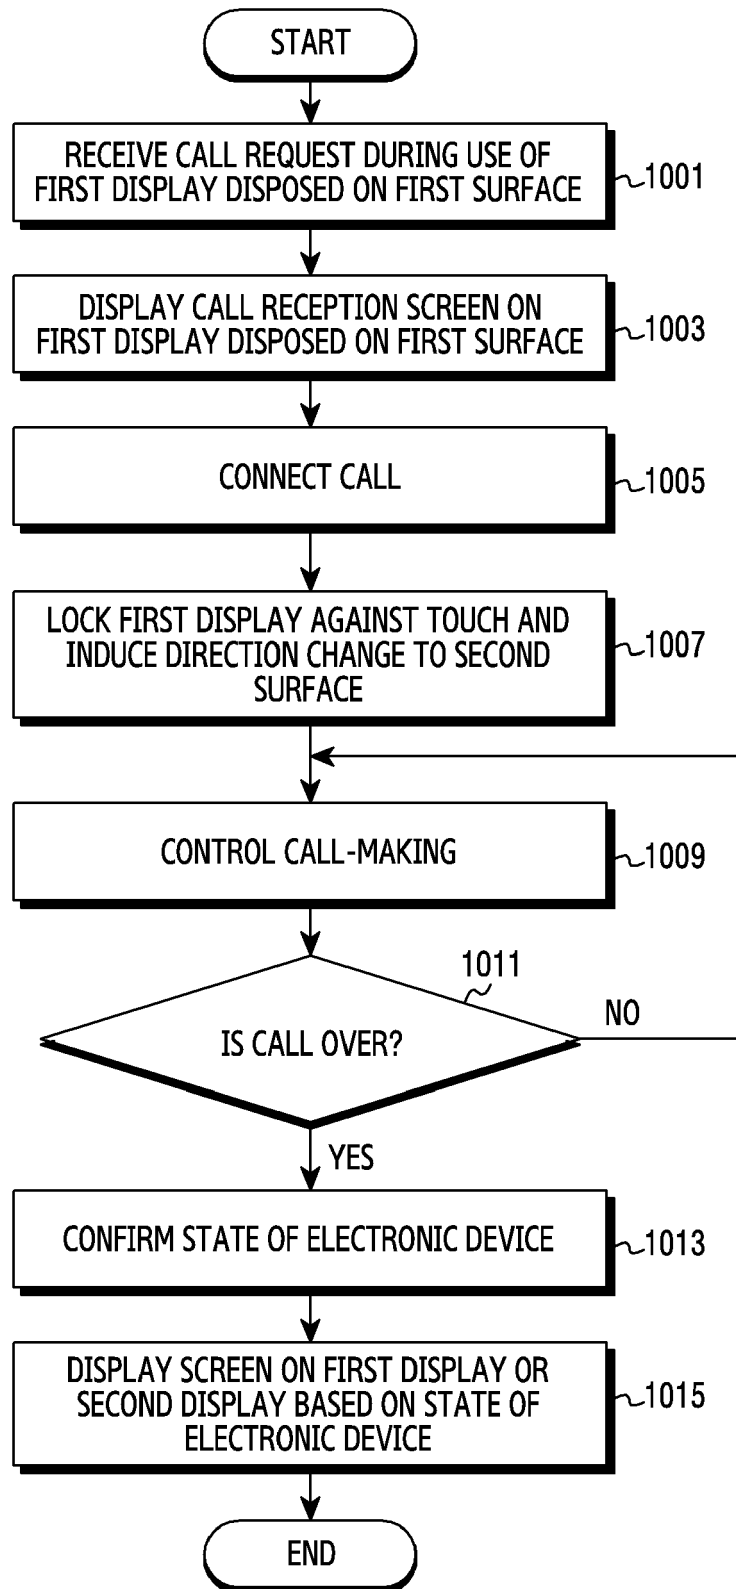 START
RECEIVE CALL REQUEST DURING USE OF
FIRST DISPLAY DISPOSED ON FIRST SURFACE
1001
DISPLAY CALL RECEPTION SCREEN ON
FIRST DISPLAY DISPOSED ON FIRST SURFACE
1003
CONNECT CALL
1005
LOCK FIRST DISPLAY AGAINST TOUCH AND
INDUCE DIRECTION CHANGE TO SECOND
SURFACE
1007
CONTROL CALL-MAKING
1009
1011
IS CALL OVER?
NO
YES
CONFIRM STATE OF ELECTRONIC DEVICE
1013
DISPLAY SCREEN ON FIRST DISPLAY OR
SECOND DISPLAY BASED ON STATE OF
ELECTRONIC DEVICE
1015
END